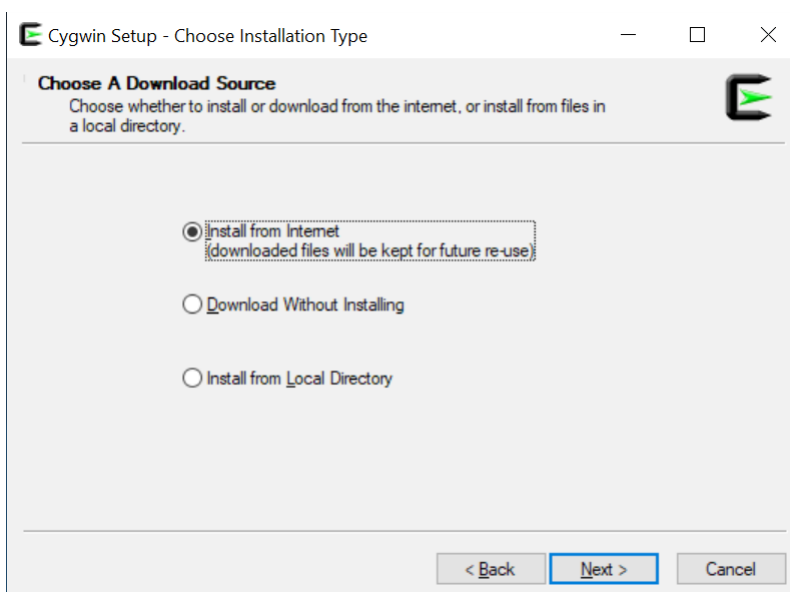 Cygwin Setup - Choose Installation Type
Choose A Download Source
Choose whether to install or download from the internet, or install from files in
a local directory.
Install from Internet
(downloaded files will be kept for future re-use)
Download Without Installing
Install from Local Directory
< Back
Next >
Cancel